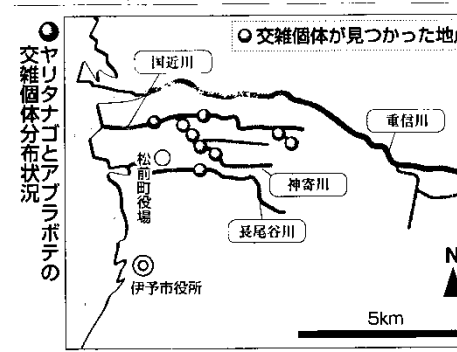 ヤリタナゴとアブラボテの
交雑個体分布状況
交雑個体が見つかった地点
国近川
重信川
松前
町役場
神寄川
長尾谷川
伊予市役所
N
5km